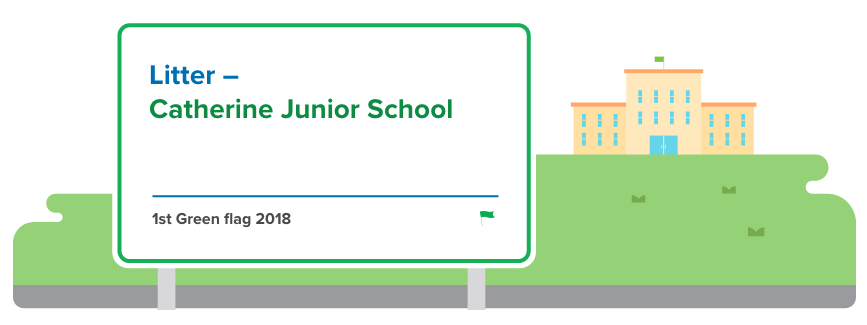 Litter –
Catherine Junior School
1st Green flag 2018